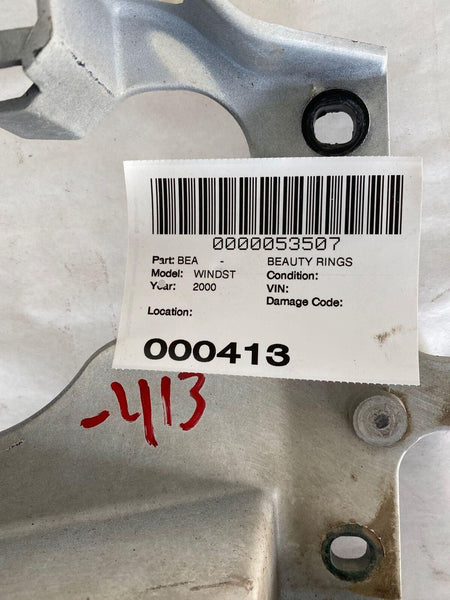 0000053507
Part: BEA - BEAUTY RINGS
Model: WINDST Condition:
Year: 2000 VIN:
Damage Code:
Location:
000413
-413